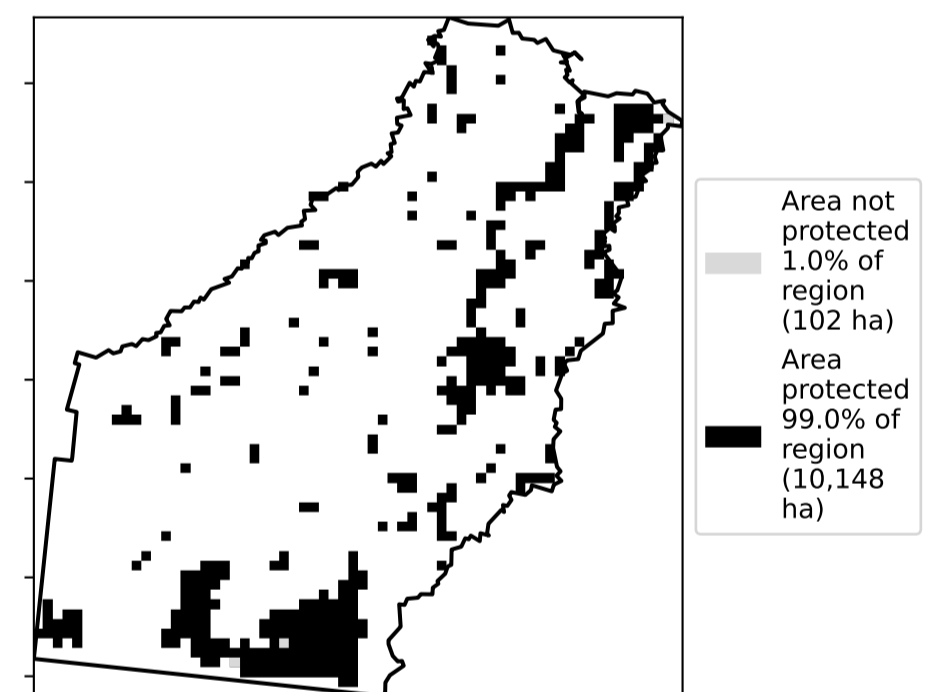 Area not
protected
1.0% of
region
(102 ha)
Area
protected
99.0% of
region
(10,148
ha)